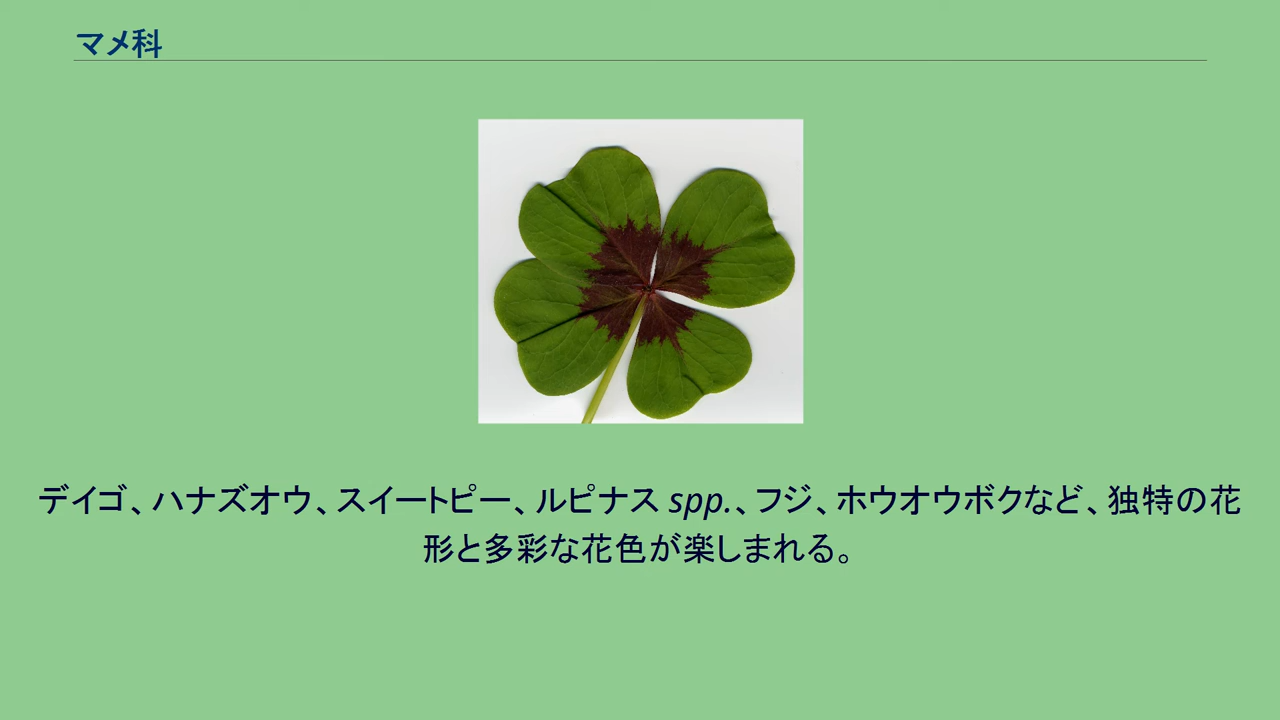 マメ科
デイゴ、ハナズオウ、スイートピー、ルピナス spp.、フジ、ホウオウボクなど、独特の花
形と多彩な花色が楽しまれる。